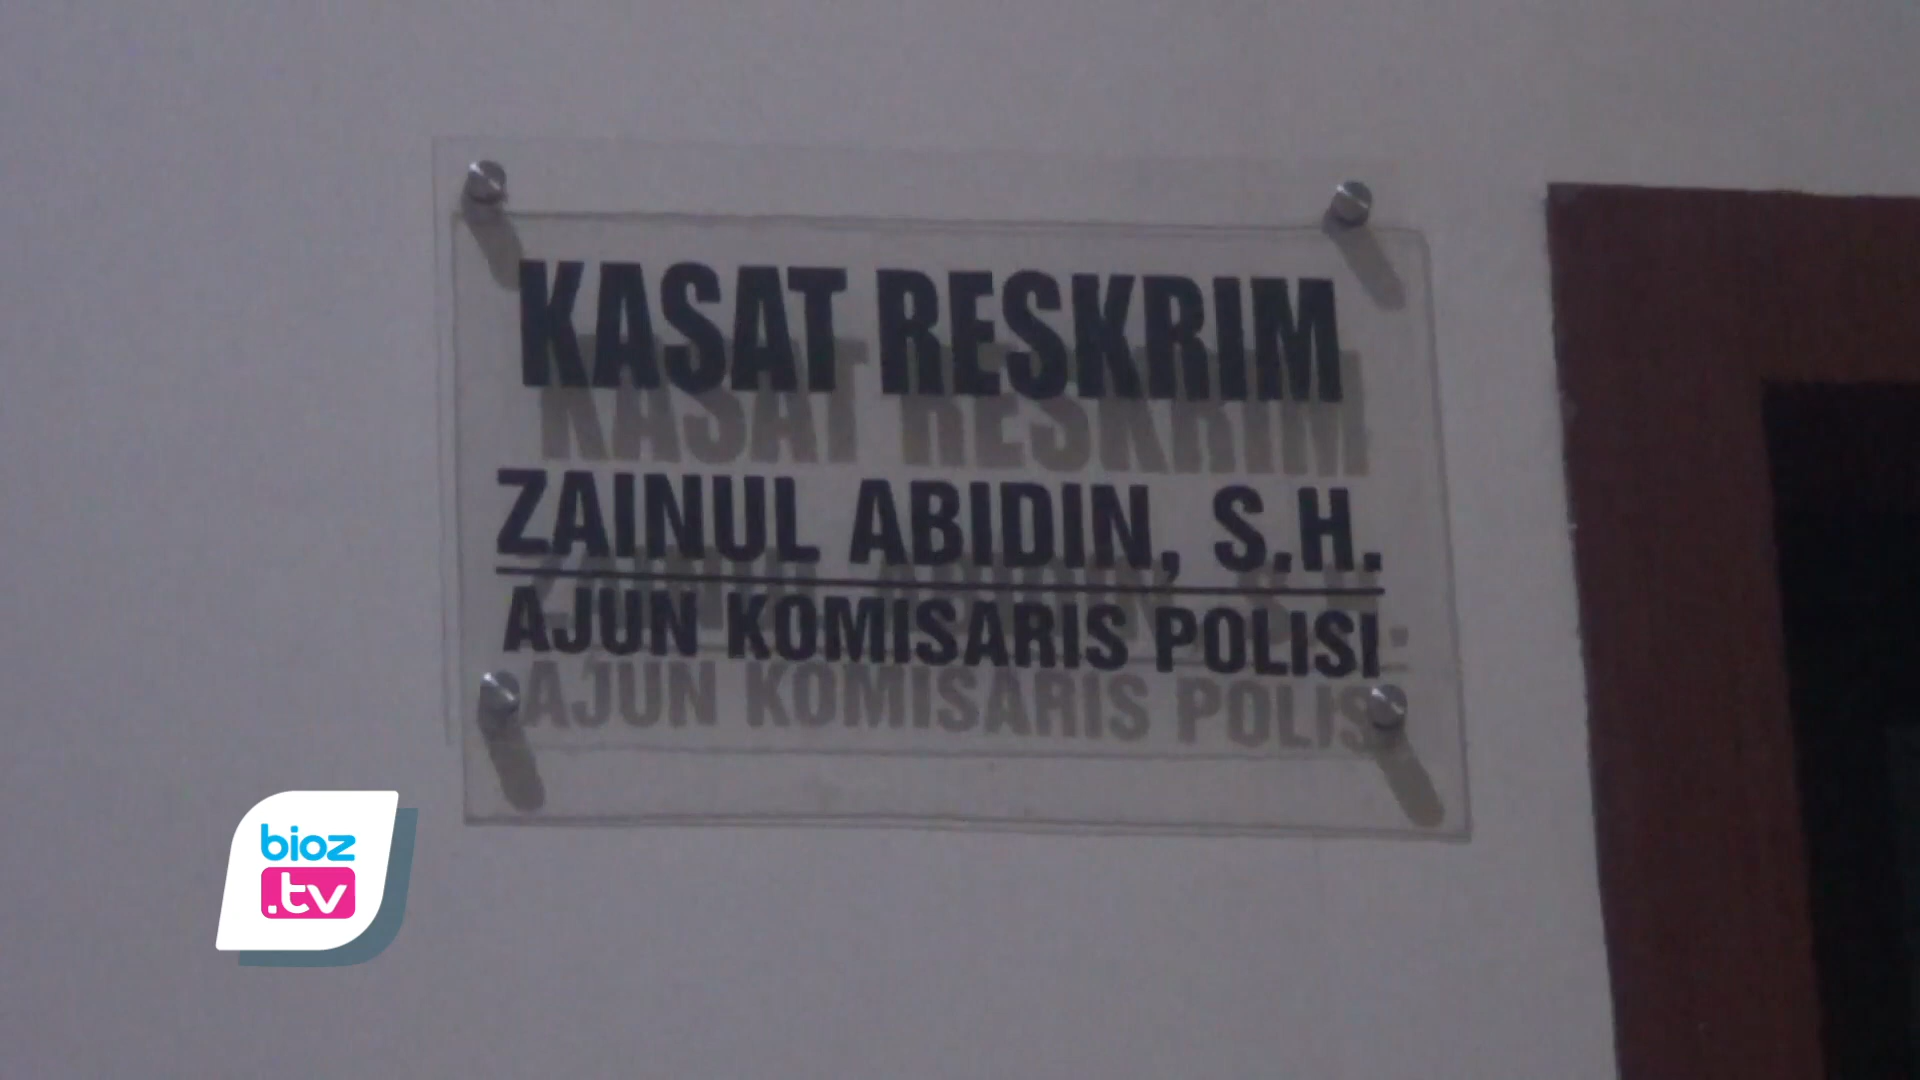 KASAT RESKRIM
ZAINUL ABIDIN, S.H.
AJUN KOMISARIS POLISI
bioz
.tv